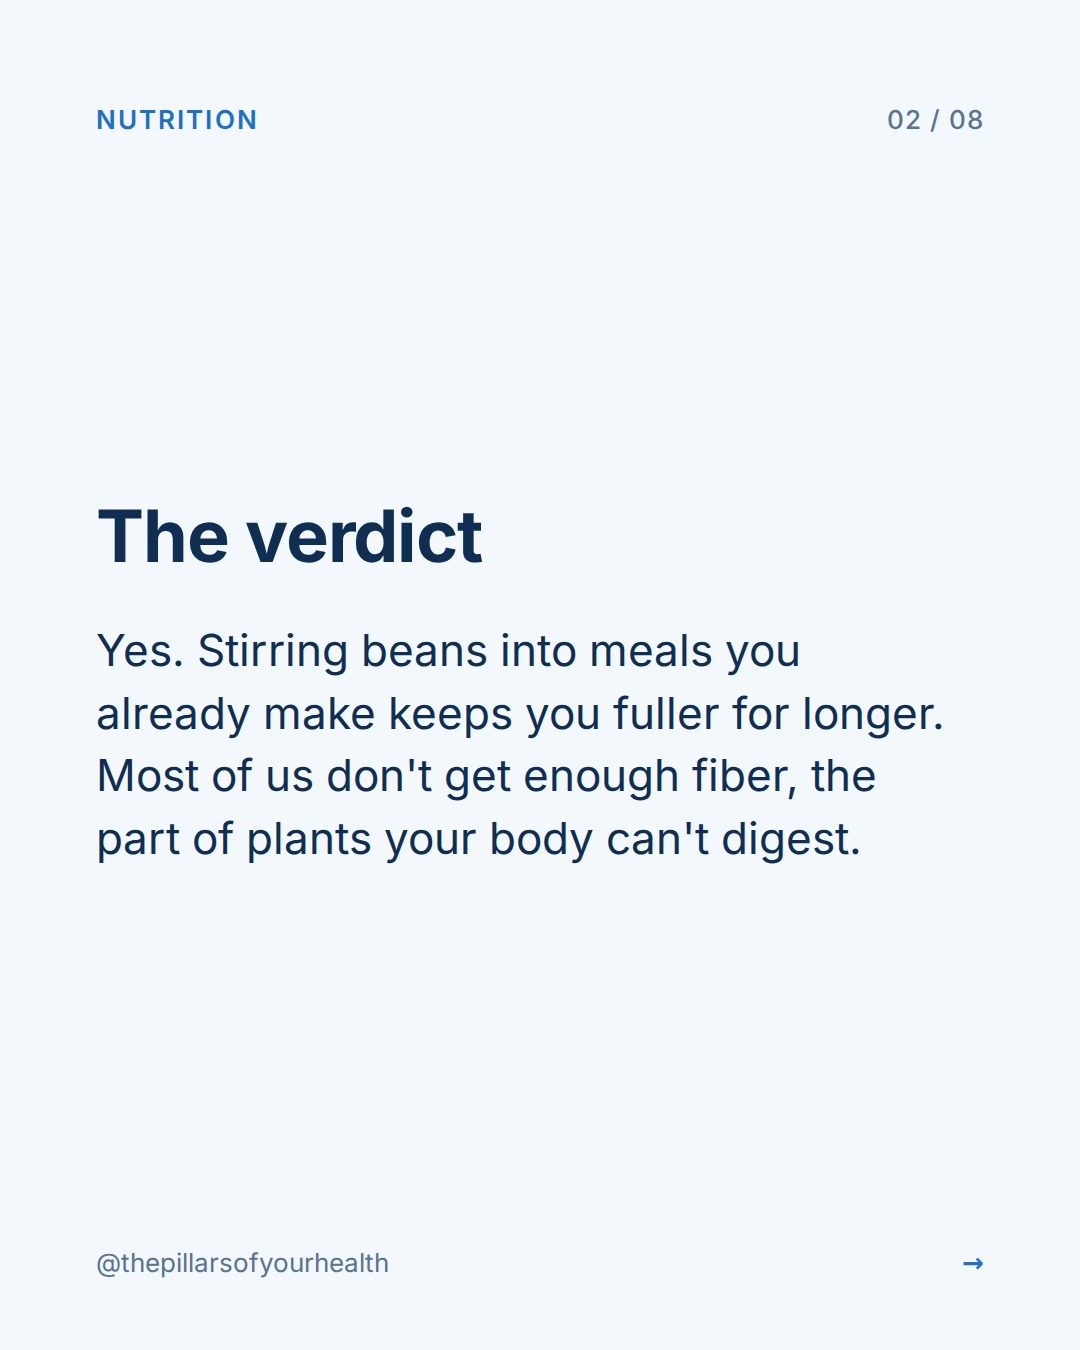 NUTRITION
02 / 08
The verdict
Yes. Stirring beans into meals you
already make keeps you fuller for longer.
Most of us don't get enough fiber, the
part of plants your body can't digest.
@thepillarsofyourhealth
→